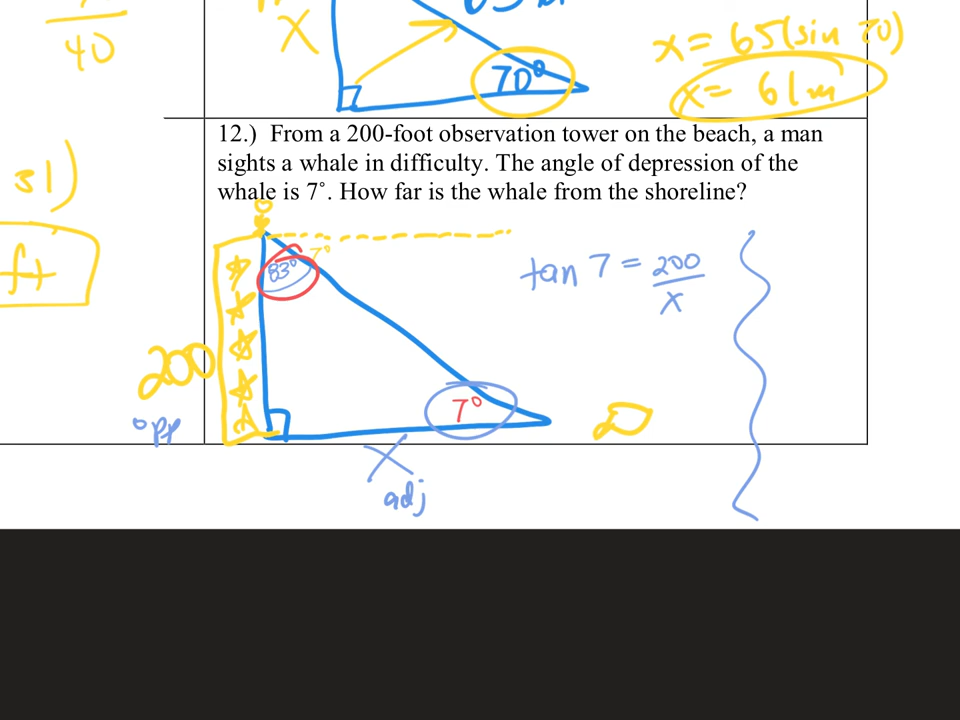 40
X
70°
x = 65(sin 70)
x = 61m
31)
ft
12.) From a 200-foot observation tower on the beach, a man
sights a whale in difficulty. The angle of depression of the
whale is 7˚. How far is the whale from the shoreline?
7°
83°
tan 7 = 200
x
200
opp
7°
X
adj